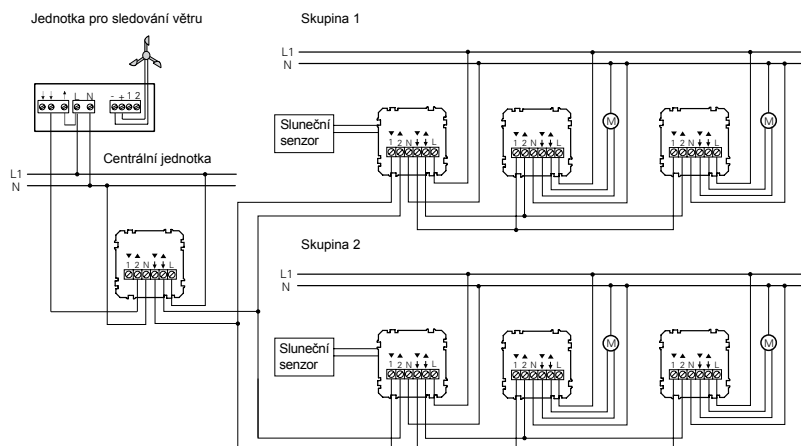 Jednotka pro sledování větru
↓ ↓ ↑ L N - + 1 2
Centrální jednotka
L1
N
▼ ▲ ▼ ▲
1 2 N ↓ ↓ L
Skupina 1
L1
N
Sluneční
senzor
▼ ▲ ▼ ▲
1 2 N ↓ ↓ L
▼ ▲ ▼ ▲
1 2 N ↓ ↓ L
M
▼ ▲ ▼ ▲
1 2 N ↓ ↓ L
M
Skupina 2
L1
N
Sluneční
senzor
▼ ▲ ▼ ▲
1 2 N ↓ ↓ L
▼ ▲ ▼ ▲
1 2 N ↓ ↓ L
M
▼ ▲ ▼ ▲
1 2 N ↓ ↓ L
M